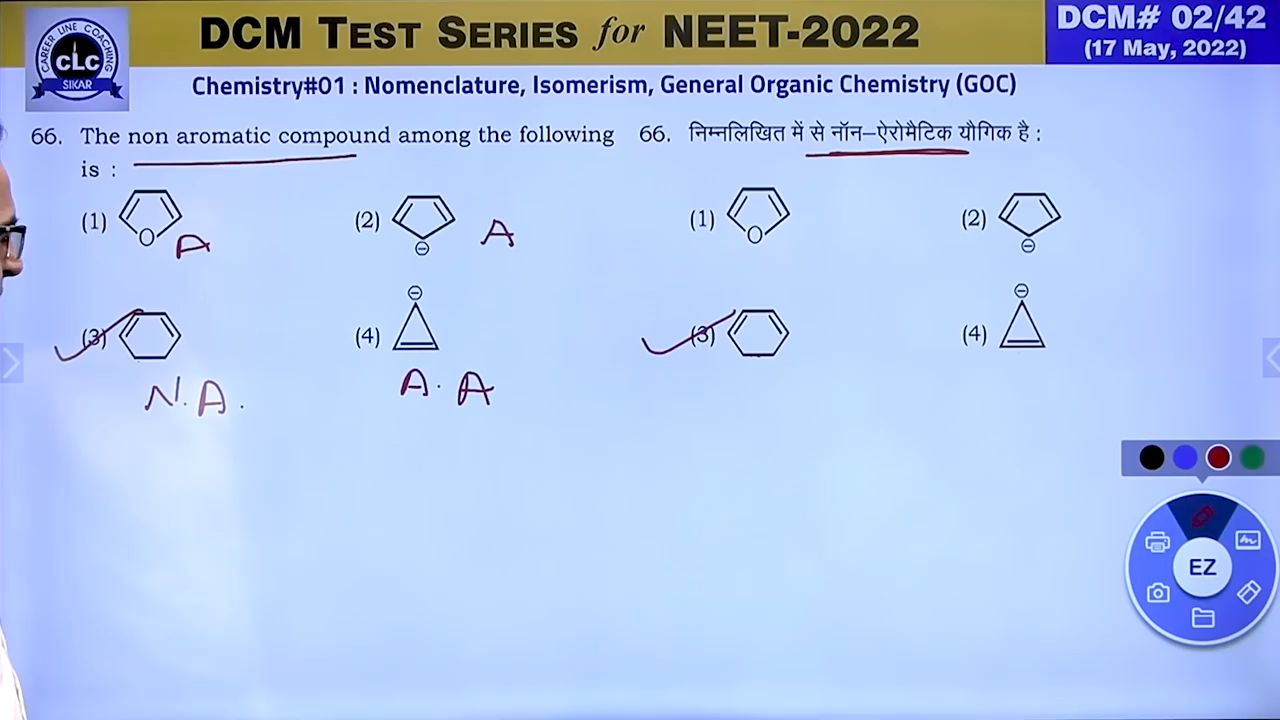 CAREER LINE COACHING
CLC
SIKAR
DCM TEST SERIES for NEET-2022
DCM# 02/42
(17 May, 2022)
Chemistry#01 : Nomenclature, Isomerism, General Organic Chemistry (GOC)
66. The non aromatic compound among the following
is :
(1) O A
(2) ⊖ A
(3) N.A.
(4) ⊖ A.A
66. निम्नलिखित में से नॉन–ऐरोमैटिक यौगिक है :
(1) O
(2) ⊖
(3)
(4) ⊖
EZ